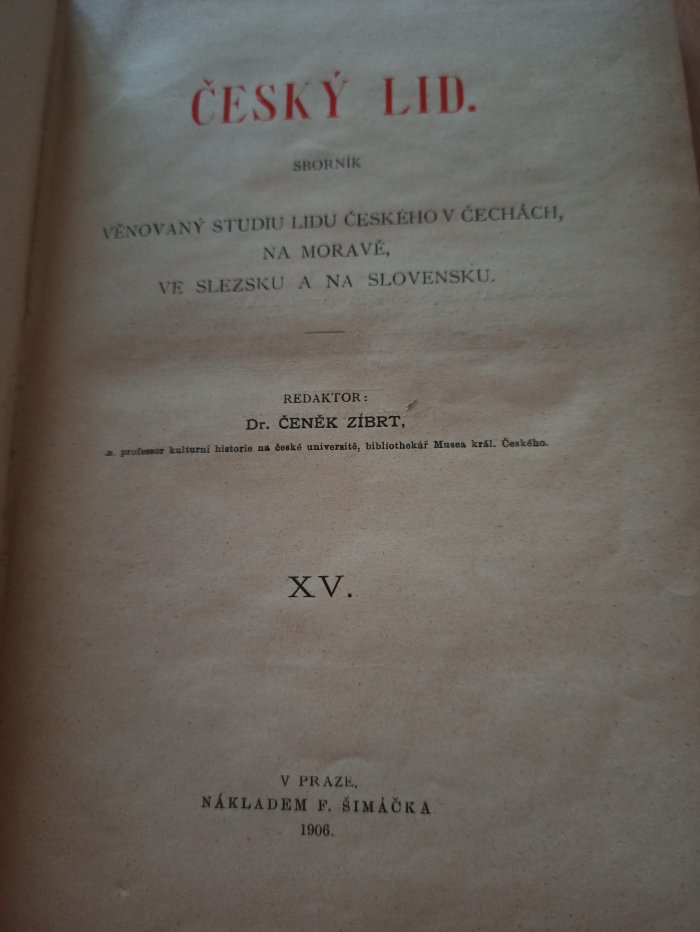 ČESKÝ LID.
SBORNÍK
VĚNOVANÝ STUDIU LIDU ČESKÉHO V ČECHÁCH,
NA MORAVĚ,
VE SLEZSKU A NA SLOVENSKU.
REDAKTOR:
Dr. ČENĚK ZÍBRT,
professor kulturní historie na české universitě, bibliothekář Musea král. Českého.
XV.
V PRAZE.
NÁKLADEM F. ŠIMÁČKA
1906.